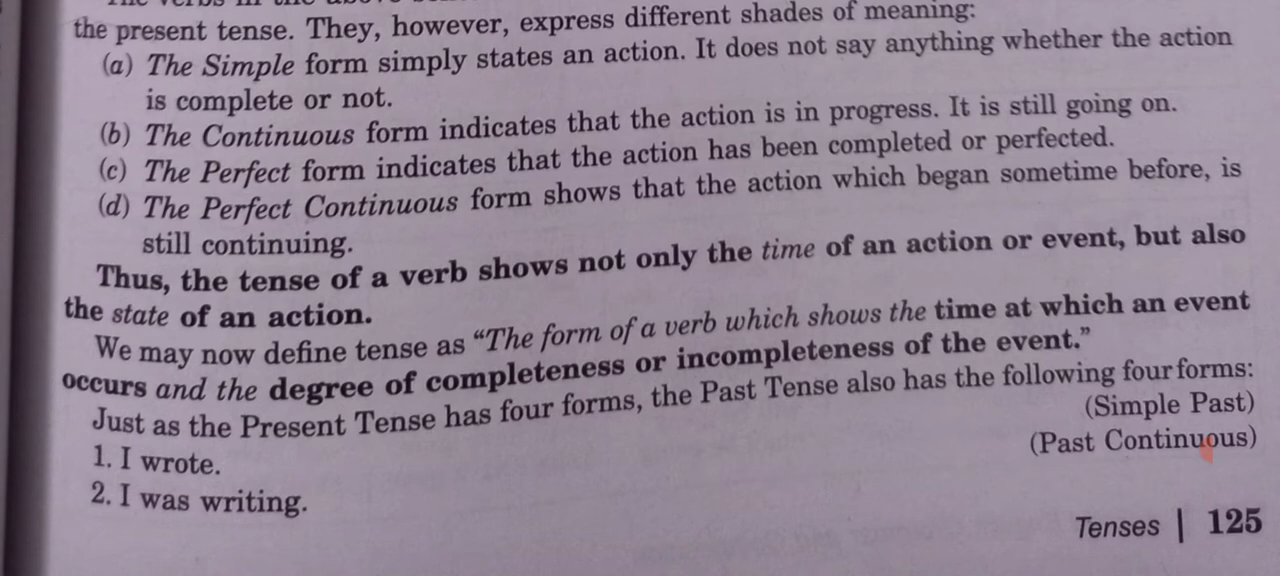 the present tense. They, however, express different shades of meaning:
(a) The Simple form simply states an action. It does not say anything whether the action
is complete or not.
(b) The Continuous form indicates that the action is in progress. It is still going on.
(c) The Perfect form indicates that the action has been completed or perfected.
(d) The Perfect Continuous form shows that the action which began sometime before, is
still continuing.
Thus, the tense of a verb shows not only the time of an action or event, but also
the state of an action.
We may now define tense as “The form of a verb which shows the time at which an event
occurs and the degree of completeness or incompleteness of the event.”
Just as the Present Tense has four forms, the Past Tense also has the following four forms:
1. I wrote. (Simple Past)
2. I was writing. (Past Continuous)
Tenses | 125